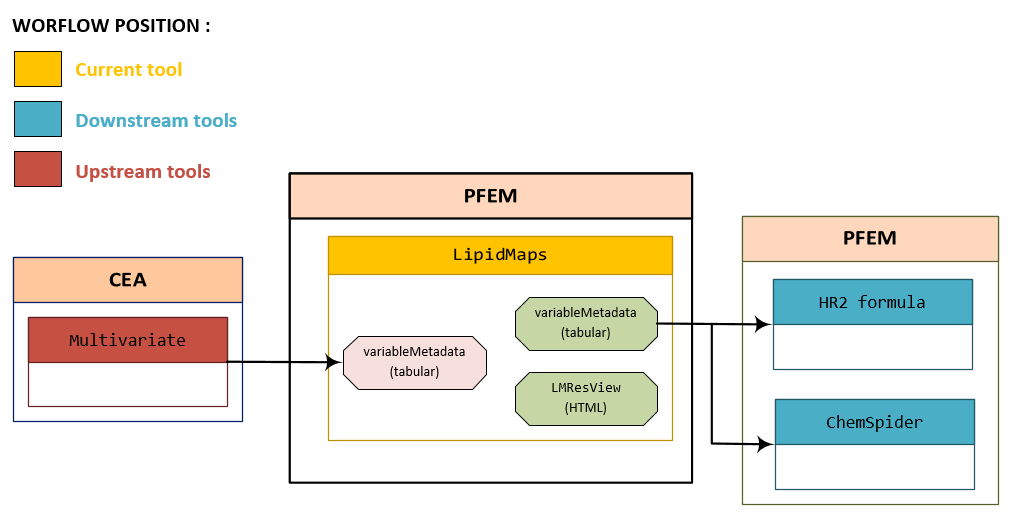 WORFLOW POSITION :
Current tool
Downstream tools
Upstream tools
CEA
Multivariate
PFEM
LipidMaps
variableMetadata
(tabular)
variableMetadata
(tabular)
LMResView
(HTML)
PFEM
HR2 formula
ChemSpider